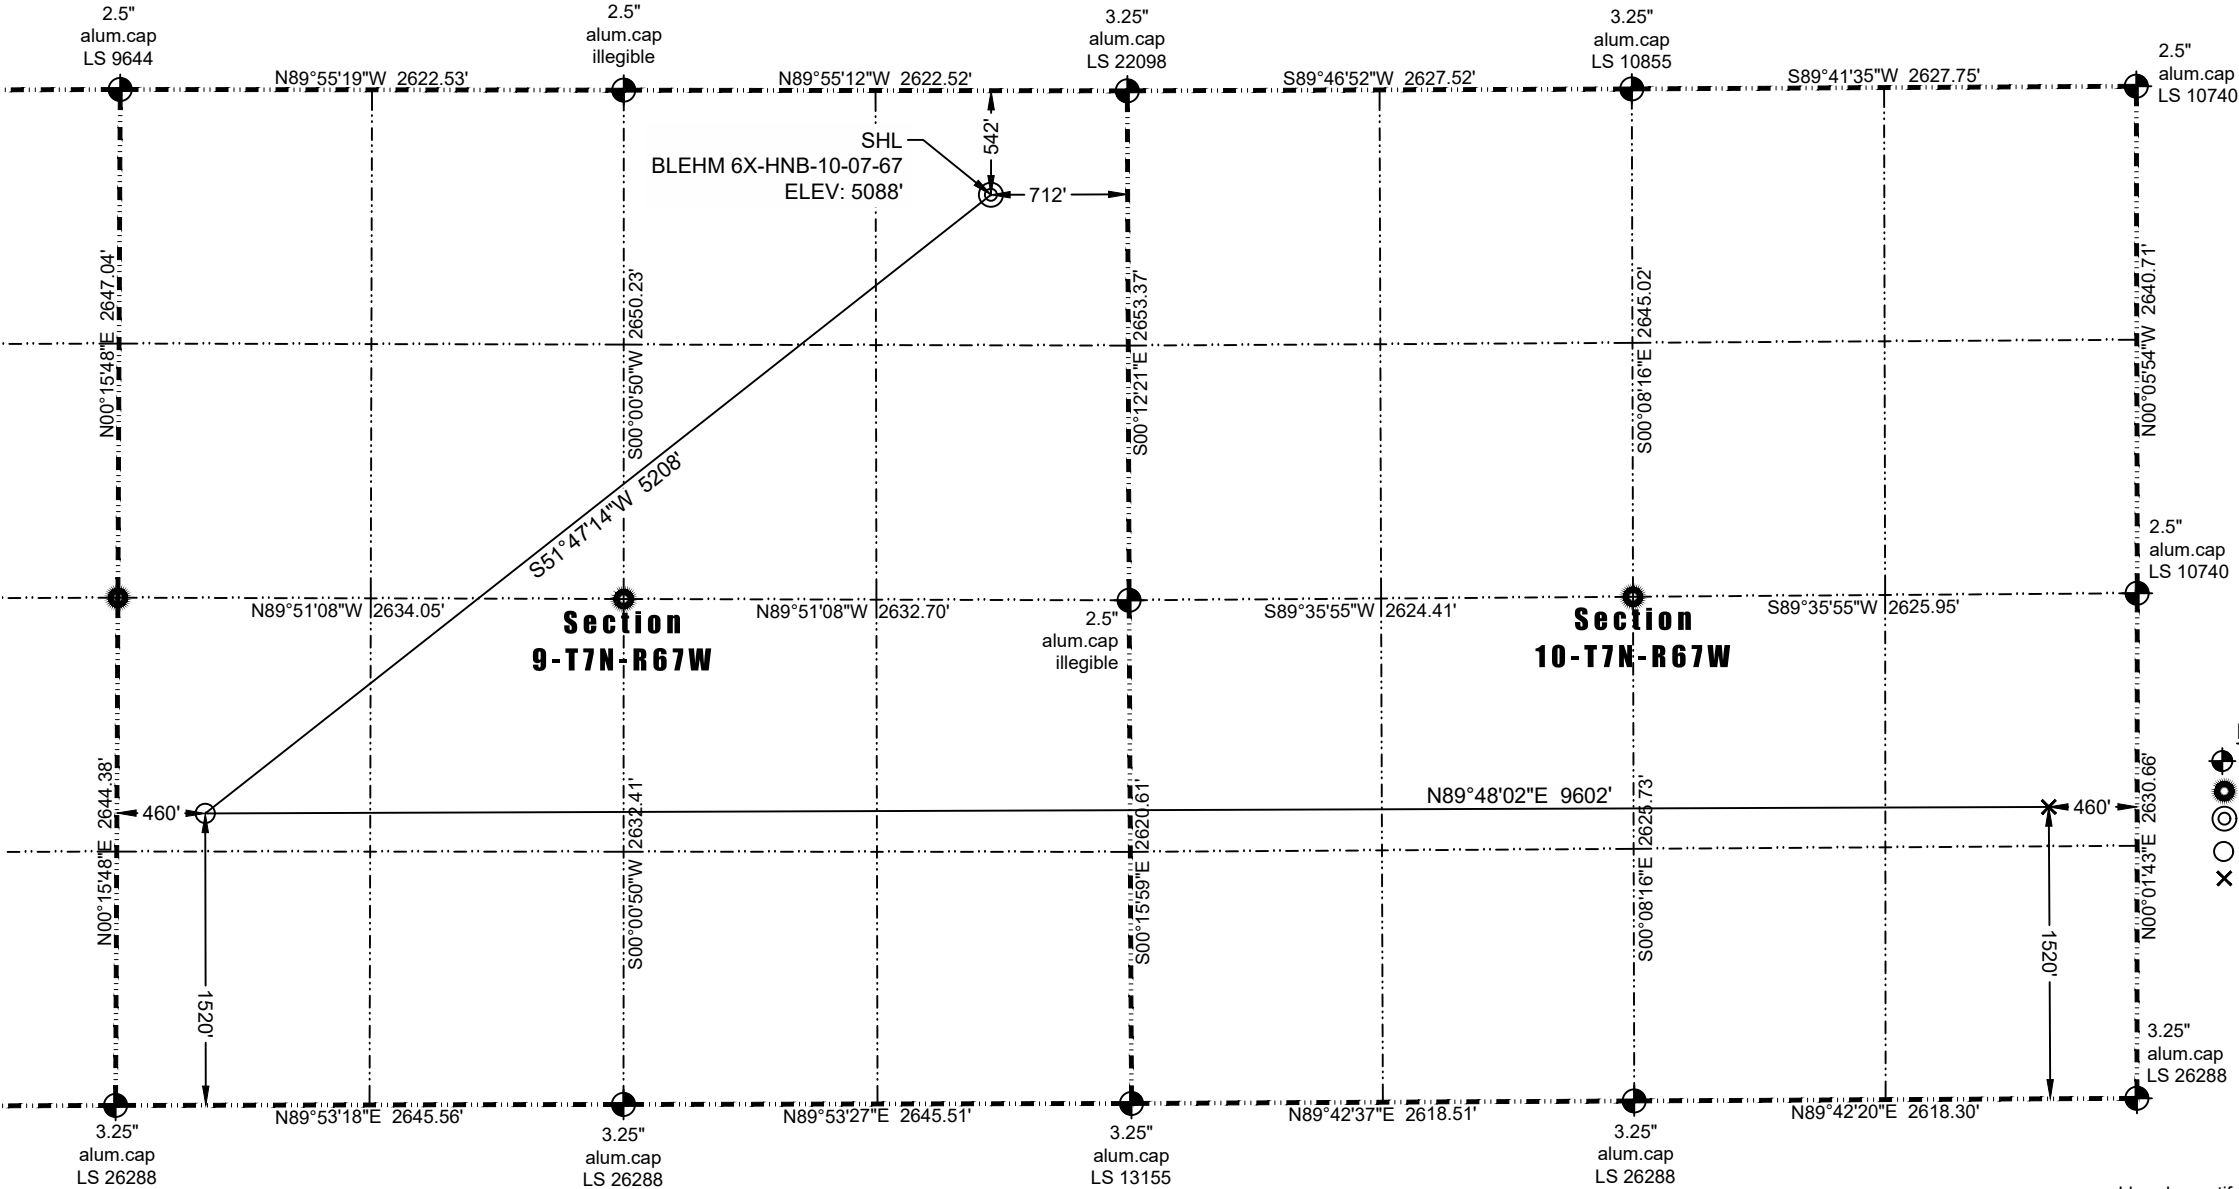 2.5"
alum.cap
LS 9644
2.5"
alum.cap
illegible
3.25"
alum.cap
LS 22098
3.25"
alum.cap
LS 10855
2.5"
alum.cap
LS 10740
N89°55'19"W 2622.53'
N89°55'12"W 2622.52'
S89°46'52"W 2627.52'
S89°41'35"W 2627.75'
SHL
BLEHM 6X-HNB-10-07-67
ELEV: 5088'
542'
712'
N00°15'48"E 2647.04'
S00°00'50"W 2650.23'
S00°12'21"E 2653.37'
S00°08'16"E 2645.02'
N00°05'54"W 2640.71'
S51°47'14"W 5208'
2.5"
alum.cap
LS 10740
N89°51'08"W 2634.05'
N89°51'08"W 2632.70'
S89°35'55"W 2624.41'
S89°35'55"W 2625.95'
Section
9-T7N-R67W
2.5"
alum.cap
illegible
Section
10-T7N-R67W
N00°15'48"E 2644.38'
S00°00'50"W 2632.41'
S00°15'59"E 2620.61'
S00°08'16"E 2625.73'
N00°01'43"E 2630.66'
460'
N89°48'02"E 9602'
460'
1520'
1520'
3.25"
alum.cap
LS 26288
N89°53'18"E 2645.56'
N89°53'27"E 2645.51'
N89°42'37"E 2618.51'
N89°42'20"E 2618.30'
3.25"
alum.cap
LS 26288
3.25"
alum.cap
LS 26288
3.25"
alum.cap
LS 13155
3.25"
alum.cap
LS 26288